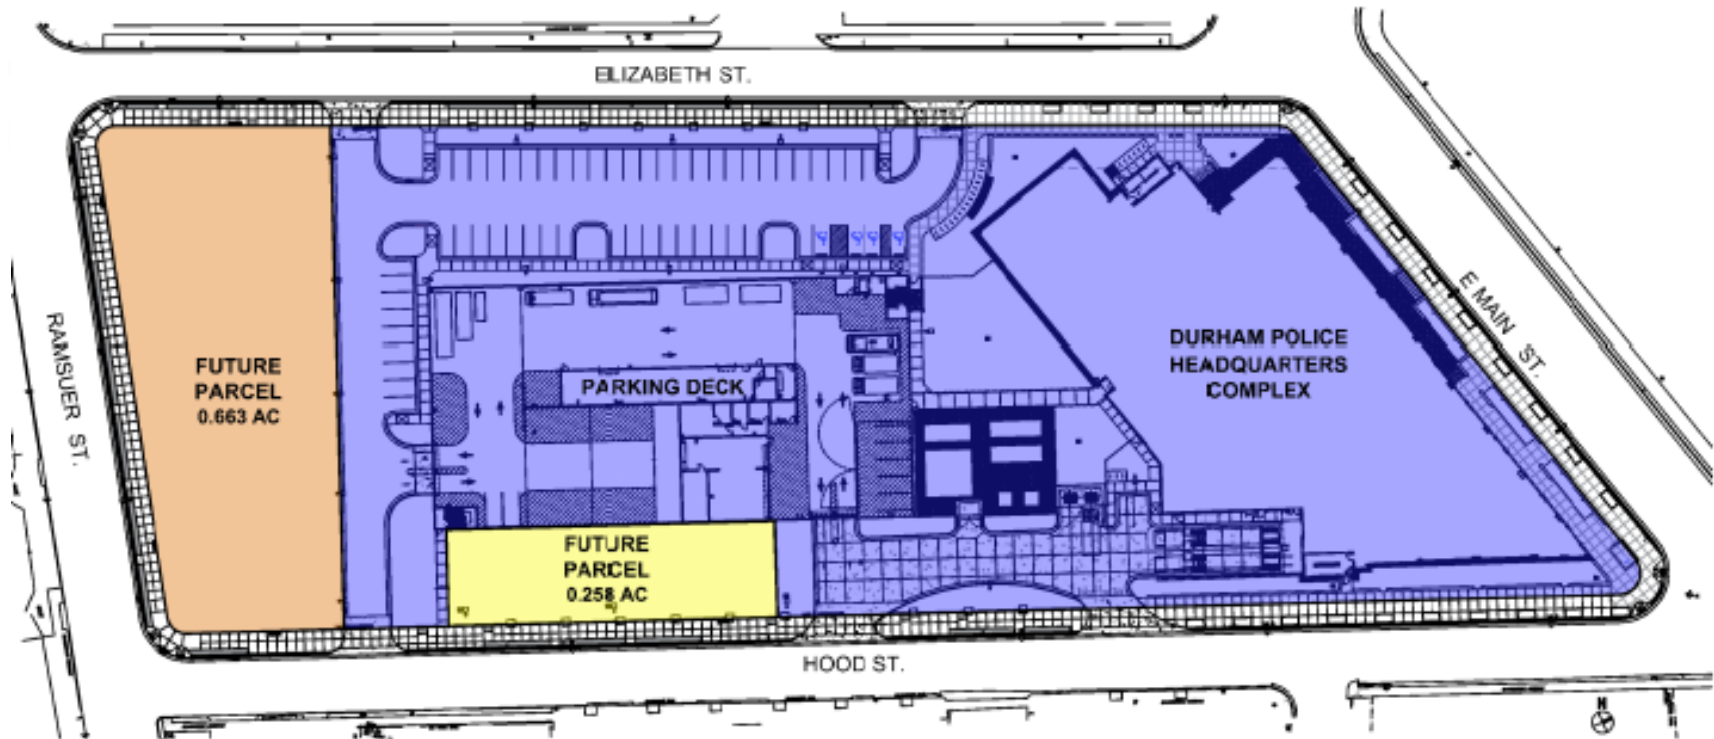 ELIZABETH ST.
RAMSUER ST.
FUTURE
PARCEL
0.663 AC
PARKING DECK
FUTURE
PARCEL
0.258 AC
DURHAM POLICE
HEADQUARTERS
COMPLEX
E MAIN ST.
HOOD ST.
N